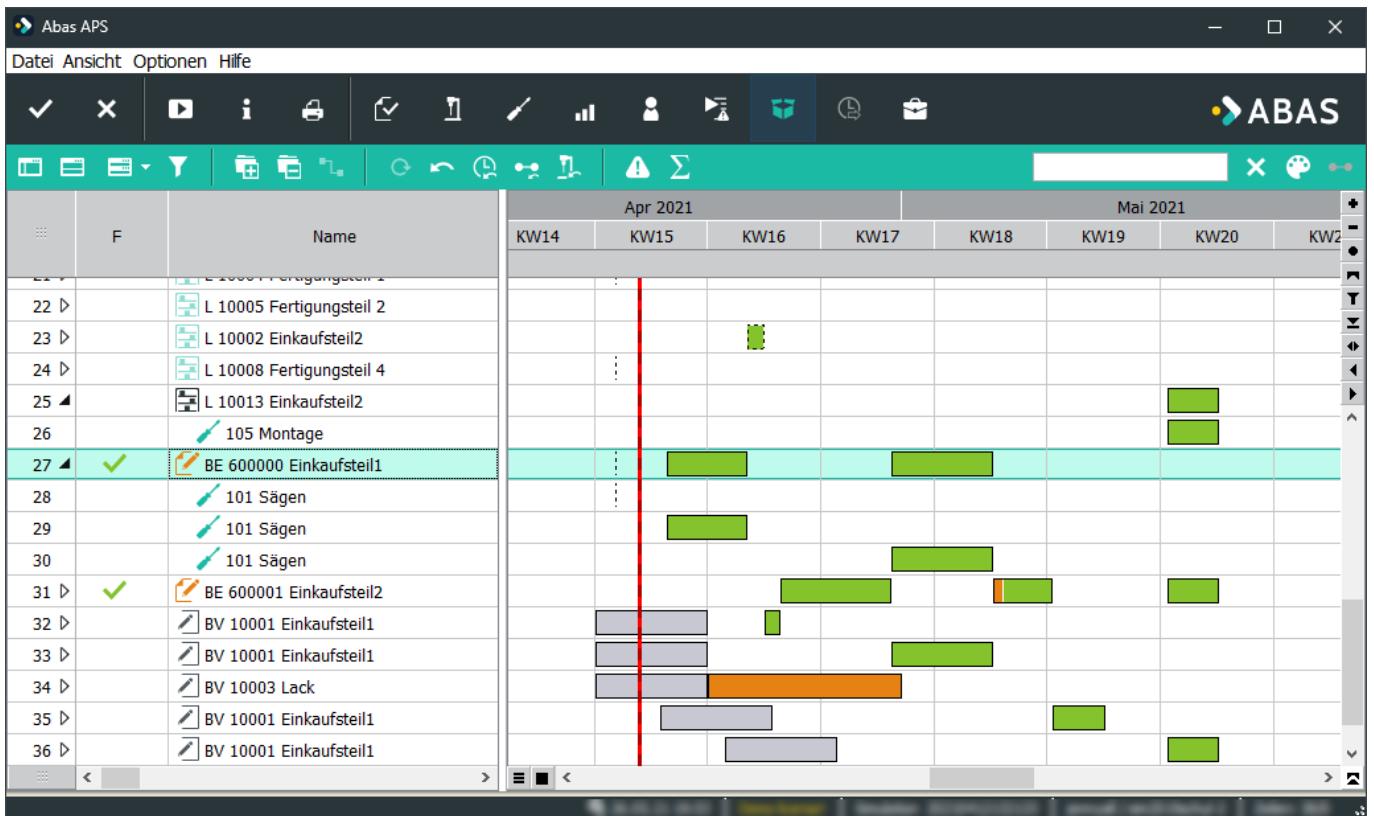 Abas APS
Datei Ansicht Optionen Hilfe
ABAS
F Name
Apr 2021 Mai 2021
KW14 KW15 KW16 KW17 KW18 KW19 KW20
22 L 10005 Fertigungsteil 2
23 L 10002 Einkaufsteil2
24 L 10008 Fertigungsteil 4
25 L 10013 Einkaufsteil2
26 105 Montage
27 BE 600000 Einkaufsteil1
28 101 Sägen
29 101 Sägen
30 101 Sägen
31 BE 600001 Einkaufsteil2
32 BV 10001 Einkaufsteil1
33 BV 10001 Einkaufsteil1
34 BV 10003 Lack
35 BV 10001 Einkaufsteil1
36 BV 10001 Einkaufsteil1